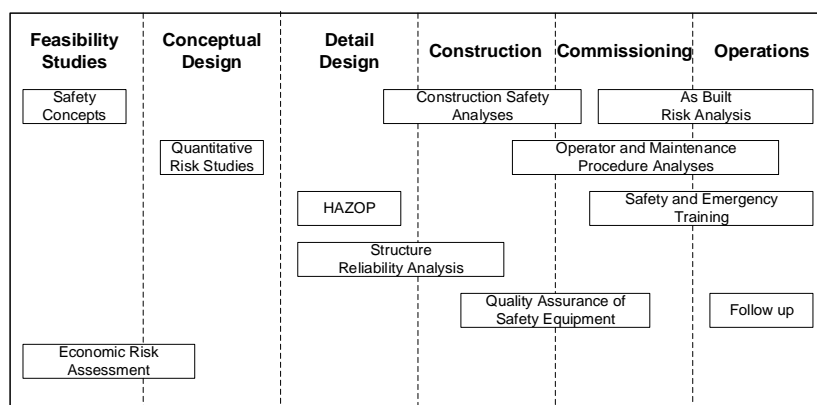 Feasibility
Studies
Conceptual
Design
Detail
Design
Construction
Commissioning
Operations
Safety
Concepts
Construction Safety
Analyses
As Built
Risk Analysis
Quantitative
Risk Studies
Operator and Maintenance
Procedure Analyses
HAZOP
Safety and Emergency
Training
Structure
Reliability Analysis
Quality Assurance of
Safety Equipment
Follow up
Economic Risk
Assessment